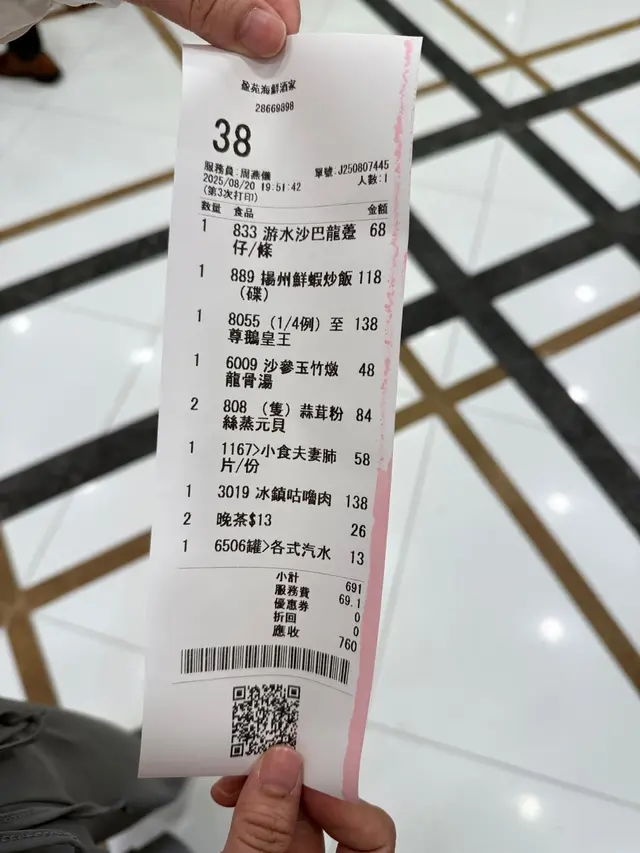 盈苑海鮮酒家
28669898
38
服務員:周燕儀 單號:J250807445
2025/08/20 19:51:42 人數:1
(第3次打印)
數量 食品 金額
1 833 游水沙巴龍躉 68
仔/條
1 889 揚州鮮蝦炒飯 118
(碟)
1 8055 (1/4例) 至 138
尊鵝皇王
1 6009 沙參玉竹燉 48
龍骨湯
2 808 (隻) 蒜茸粉 84
絲蒸元貝
1 1167>小食夫妻肺 58
片/份
1 3019 冰鎮咕嚕肉 138
2 晚茶$13 26
1 6506罐>各式汽水 13
小計 691
服務費 69.1
優惠券 0
折回 0
應收 760